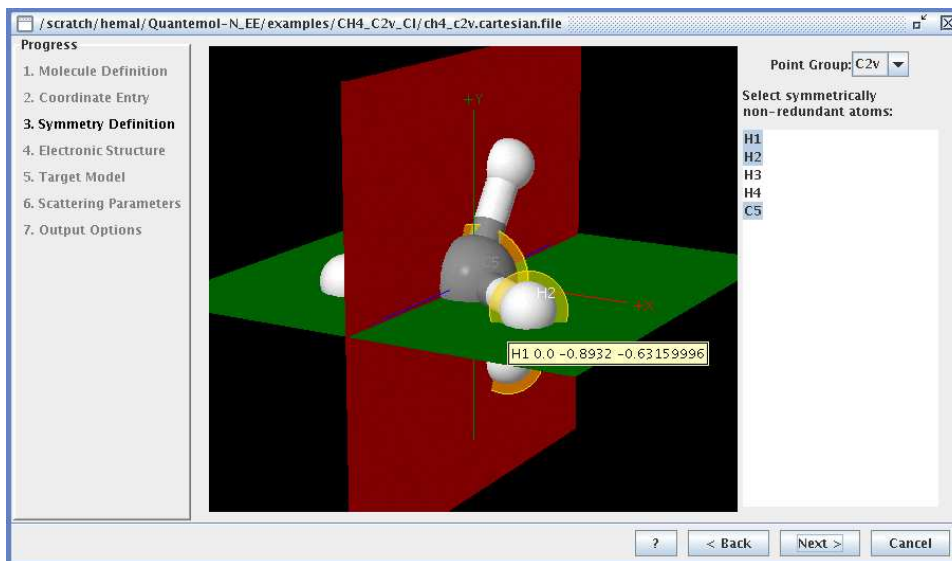 /scratch/hemal/Quantemol-N_EE/examples/CH4_C2v_CI/ch4_c2v.cartesian.file
Progress
1. Molecule Definition
2. Coordinate Entry
3. Symmetry Definition
4. Electronic Structure
5. Target Model
6. Scattering Parameters
7. Output Options
+Y
C5
H2
+X
H1 0.0 -0.8932 -0.63159996
Point Group: C2v
Select symmetrically
non-redundant atoms:
H1
H2
H3
H4
C5
?
< Back
Next >
Cancel